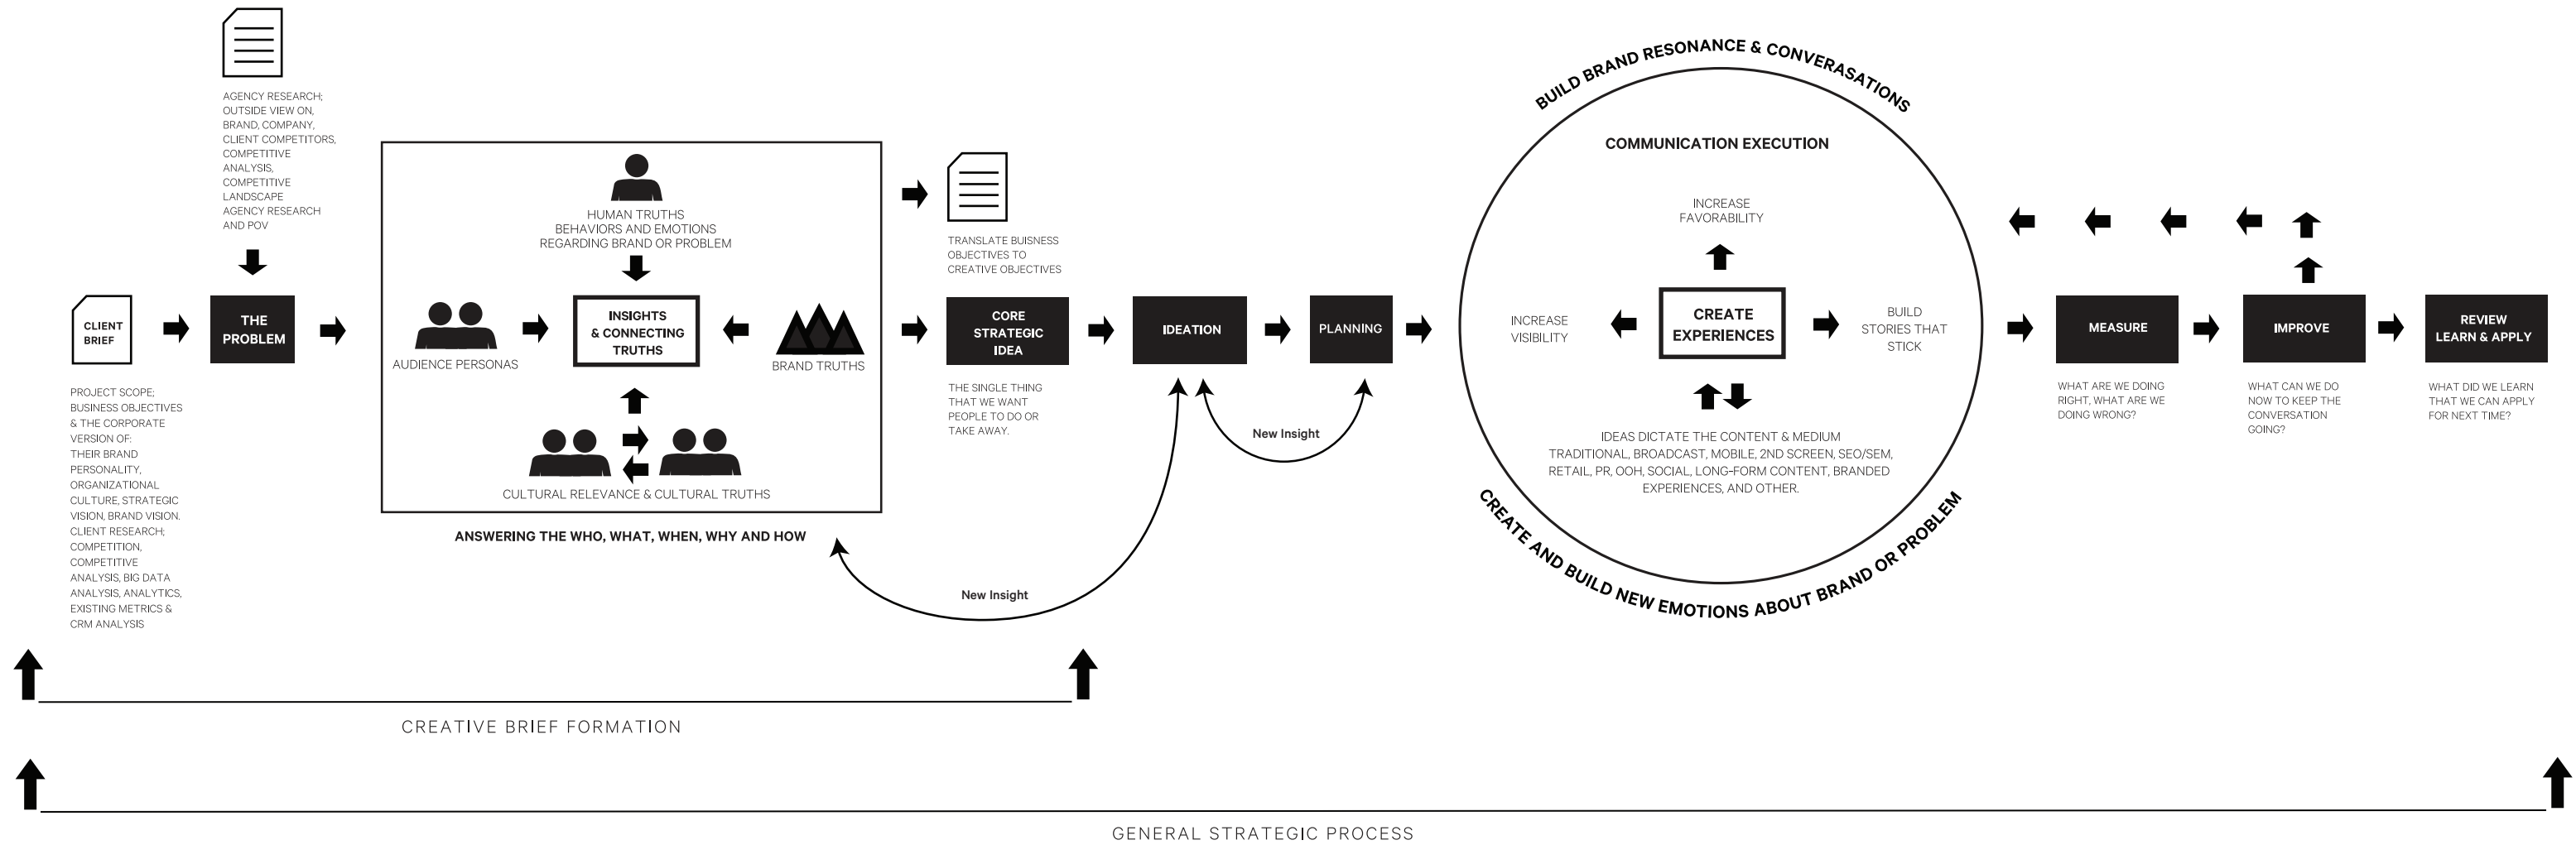 AGENCY RESEARCH;
OUTSIDE VIEW ON,
BRAND, COMPANY,
CLIENT COMPETITORS,
COMPETITIVE
ANALYSIS,
COMPETITIVE
LANDSCAPE
AGENCY RESEARCH
AND POV
CLIENT
BRIEF
PROJECT SCOPE;
BUSINESS OBJECTIVES
& THE CORPORATE
VERSION OF:
THEIR BRAND
PERSONALITY,
ORGANIZATIONAL
CULTURE, STRATEGIC
VISION, BRAND VISION.
CLIENT RESEARCH;
COMPETITION,
COMPETITIVE
ANALYSIS, BIG DATA
ANALYSIS, ANALYTICS,
EXISTING METRICS &
CRM ANALYSIS
THE
PROBLEM
HUMAN TRUTHS
BEHAVIORS AND EMOTIONS
REGARDING BRAND OR PROBLEM
AUDIENCE PERSONAS
INSIGHTS
& CONNECTING
TRUTHS
BRAND TRUTHS
CULTURAL RELEVANCE & CULTURAL TRUTHS
ANSWERING THE WHO, WHAT, WHEN, WHY AND HOW
TRANSLATE BUISNESS
OBJECTIVES TO
CREATIVE OBJECTIVES
CORE
STRATEGIC
IDEA
THE SINGLE THING
THAT WE WANT
PEOPLE TO DO OR
TAKE AWAY.
New Insight
IDEATION
New Insight
PLANNING
BUILD BRAND RESONANCE & CONVERASATIONS
COMMUNICATION EXECUTION
INCREASE
FAVORABILITY
INCREASE
VISIBILITY
CREATE
EXPERIENCES
BUILD
STORIES THAT
STICK
IDEAS DICTATE THE CONTENT & MEDIUM
TRADITIONAL, BROADCAST, MOBILE, 2ND SCREEN, SEO/SEM,
RETAIL, PR, OOH, SOCIAL, LONG-FORM CONTENT, BRANDED
EXPERIENCES, AND OTHER.
CREATE AND BUILD NEW EMOTIONS ABOUT BRAND OR PROBLEM
MEASURE
WHAT ARE WE DOING
RIGHT, WHAT ARE WE
DOING WRONG?
IMPROVE
WHAT CAN WE DO
NOW TO KEEP THE
CONVERSATION
GOING?
REVIEW
LEARN & APPLY
WHAT DID WE LEARN
THAT WE CAN APPLY
FOR NEXT TIME?
CREATIVE BRIEF FORMATION
GENERAL STRATEGIC PROCESS